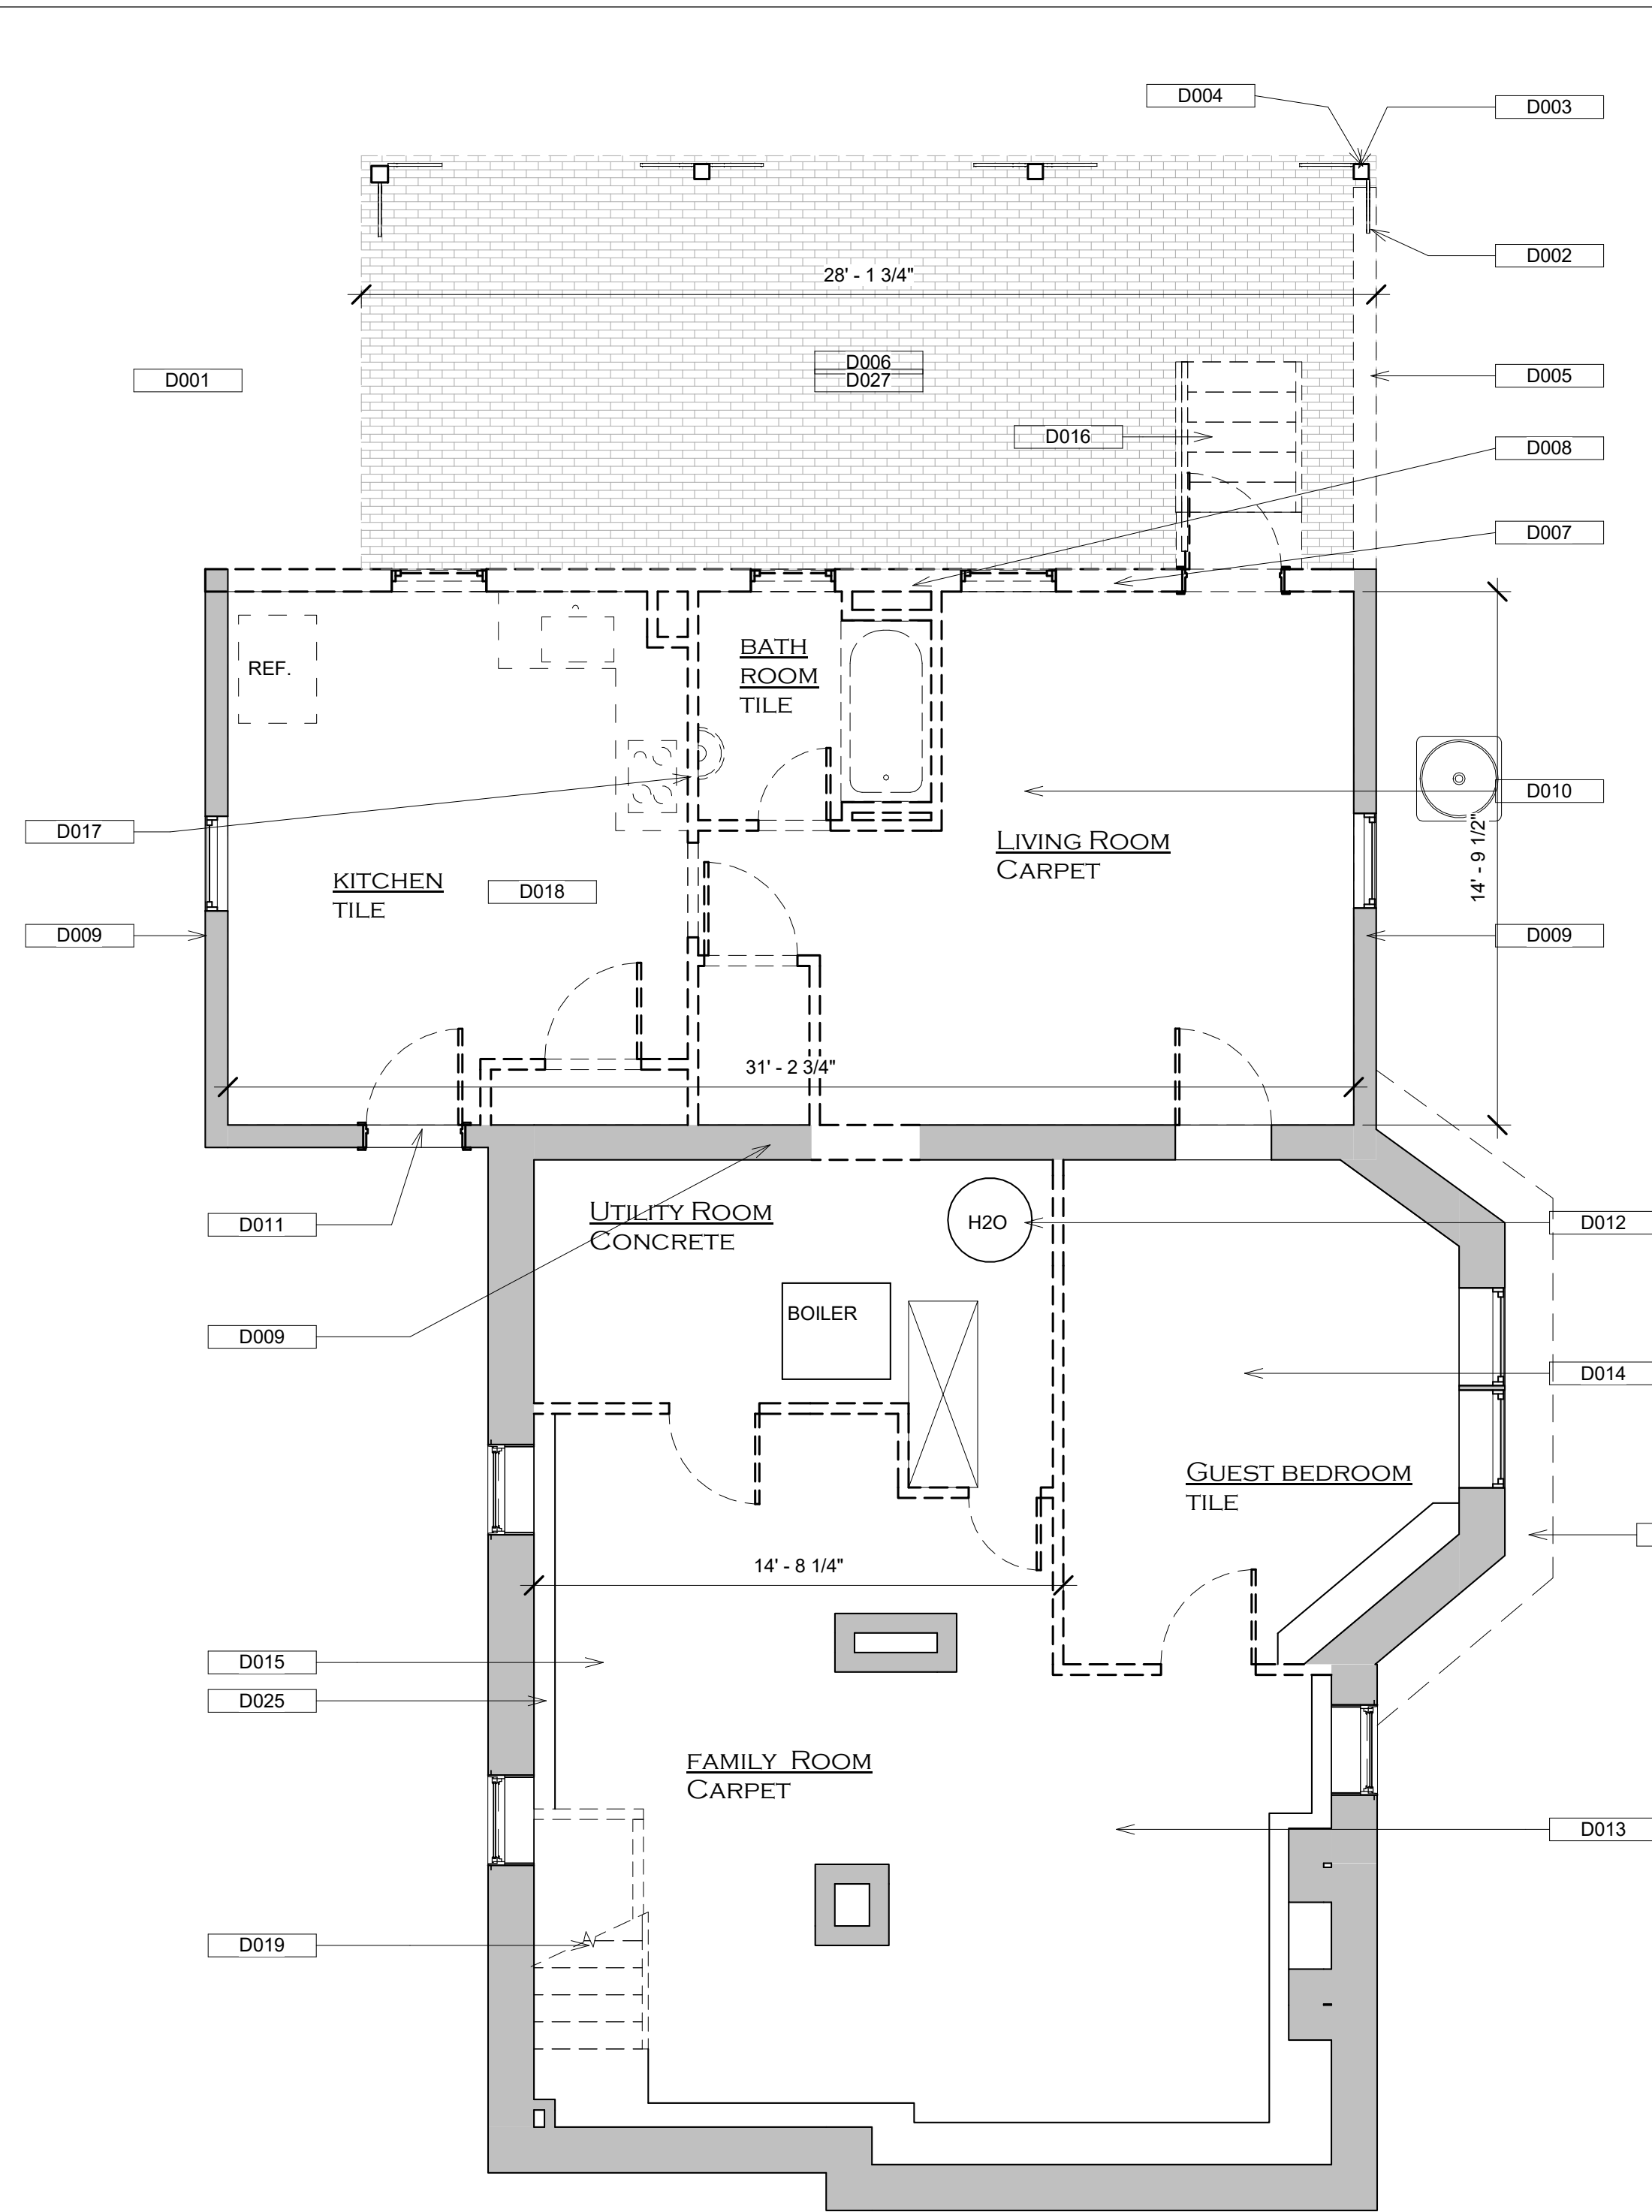 D004
D003
D002
28' - 1 3/4"
D006
D027
D001
D005
D016
D008
D007
REF.
BATH
ROOM
TILE
D010
D017
LIVING ROOM
CARPET
14' - 9 1/2"
KITCHEN
TILE
D018
D009
D009
31' - 2 3/4"
UTILITY ROOM
CONCRETE
H2O
D011
D012
BOILER
D009
D014
GUEST BEDROOM
TILE
14' - 8 1/4"
D015
D025
FAMILY ROOM
CARPET
D013
D019